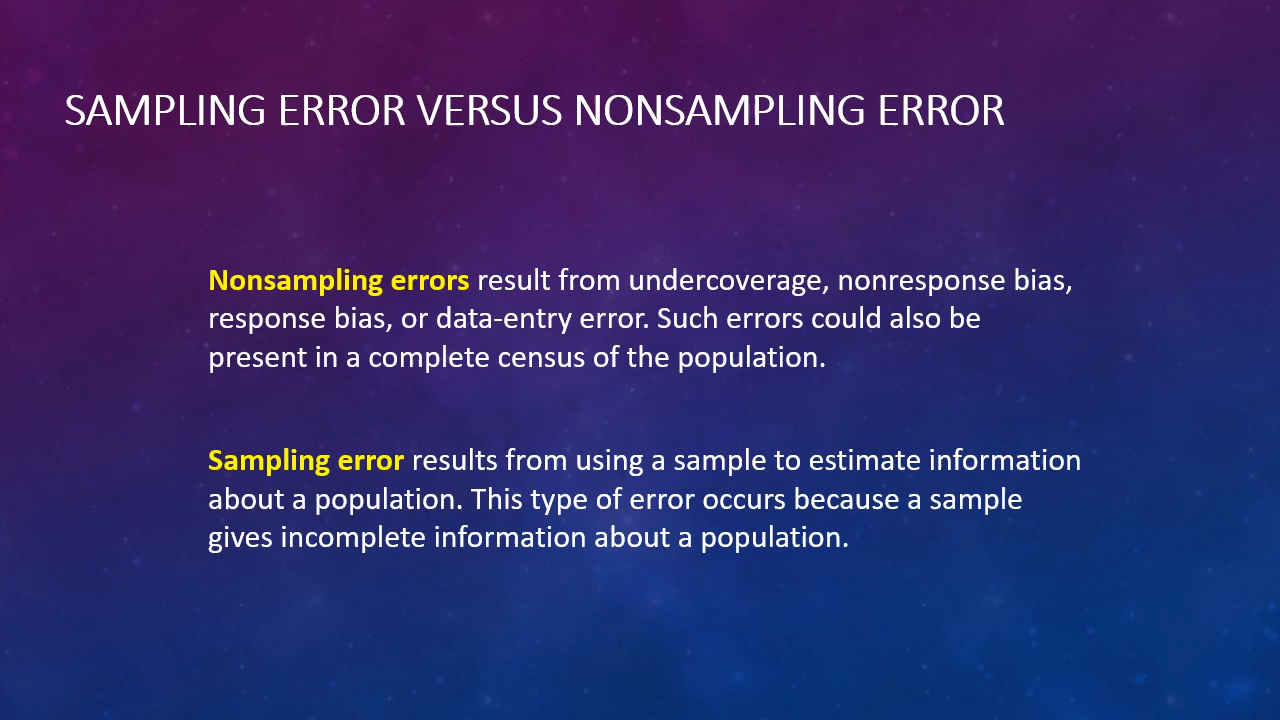 SAMPLING ERROR VERSUS NONSAMPLING ERROR
Nonsampling errors result from undercoverage, nonresponse bias,
response bias, or data-entry error. Such errors could also be
present in a complete census of the population.
Sampling error results from using a sample to estimate information
about a population. This type of error occurs because a sample
gives incomplete information about a population.